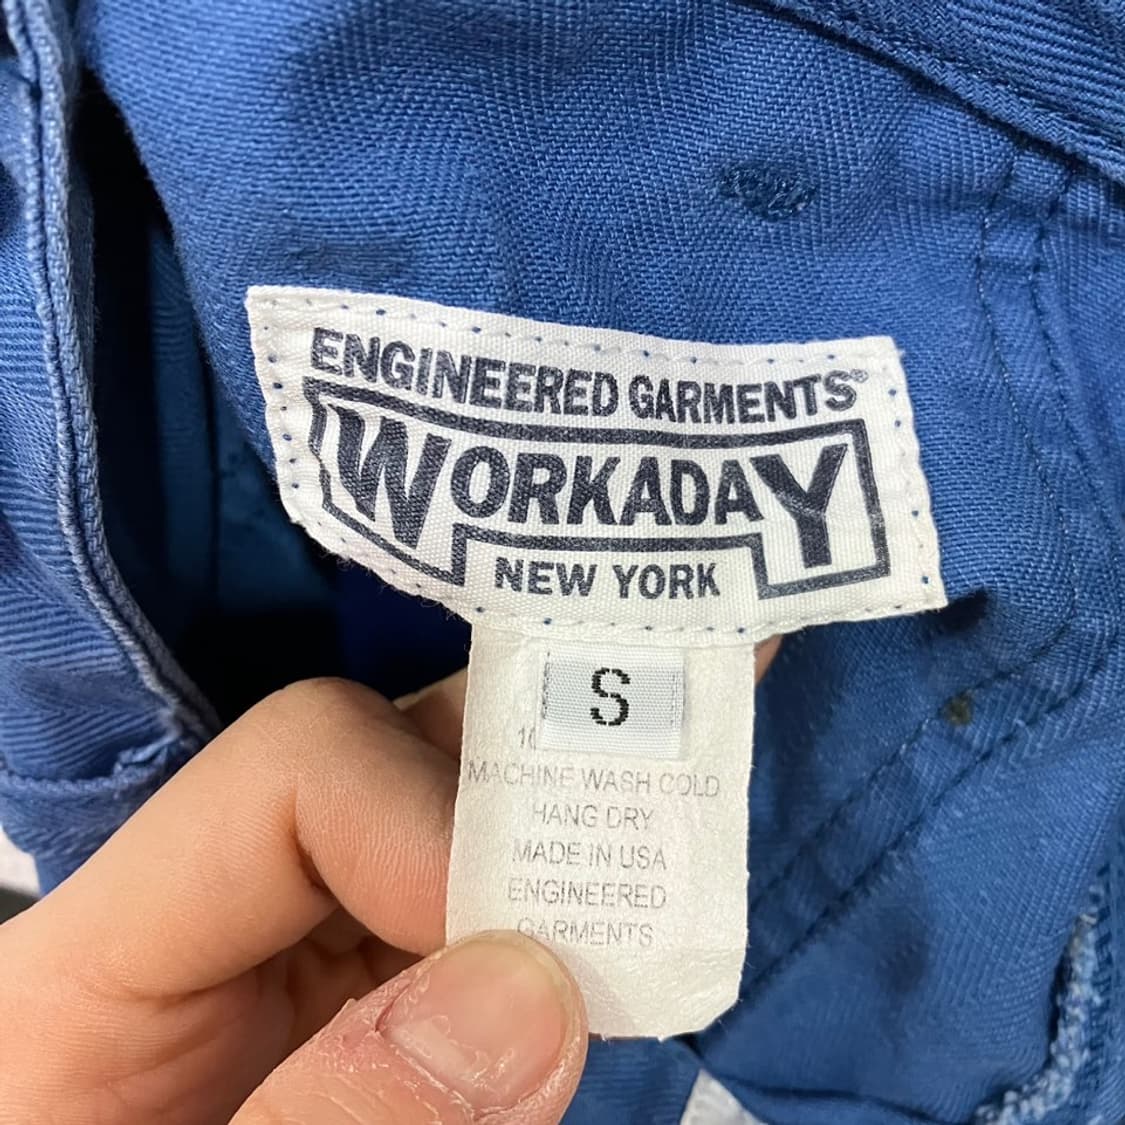 ENGINEERED GARMENTS®
WORKADAY
NEW YORK
S
MACHINE WASH COLD
HANG DRY
MADE IN USA
ENGINEERED
GARMENTS